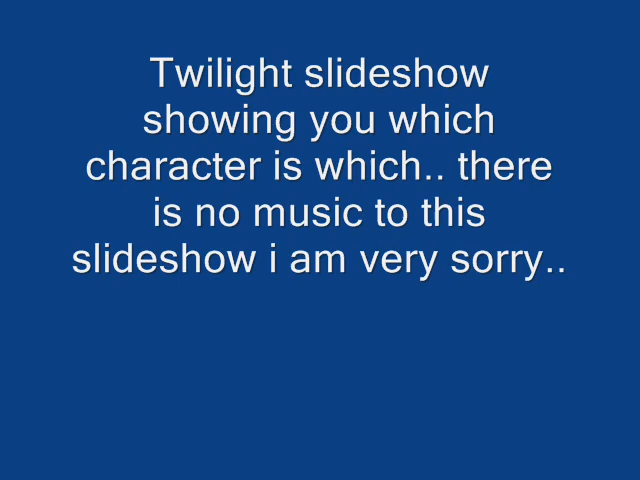 Twilight slideshow
showing you which
character is which.. there
is no music to this
slideshow i am very sorry..